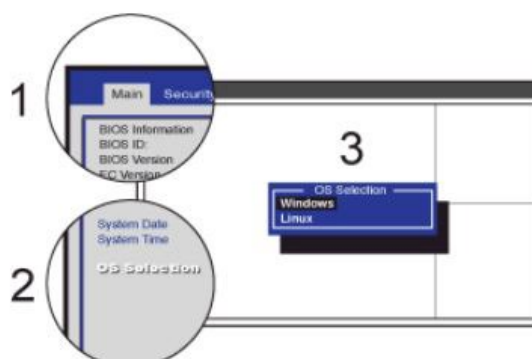 1
Main Security
BIOS Information
BIOS ID:
BIOS Version
EC Version
3
OS Selection
Windows
Linux
2
System Date
System Time
OS Selection